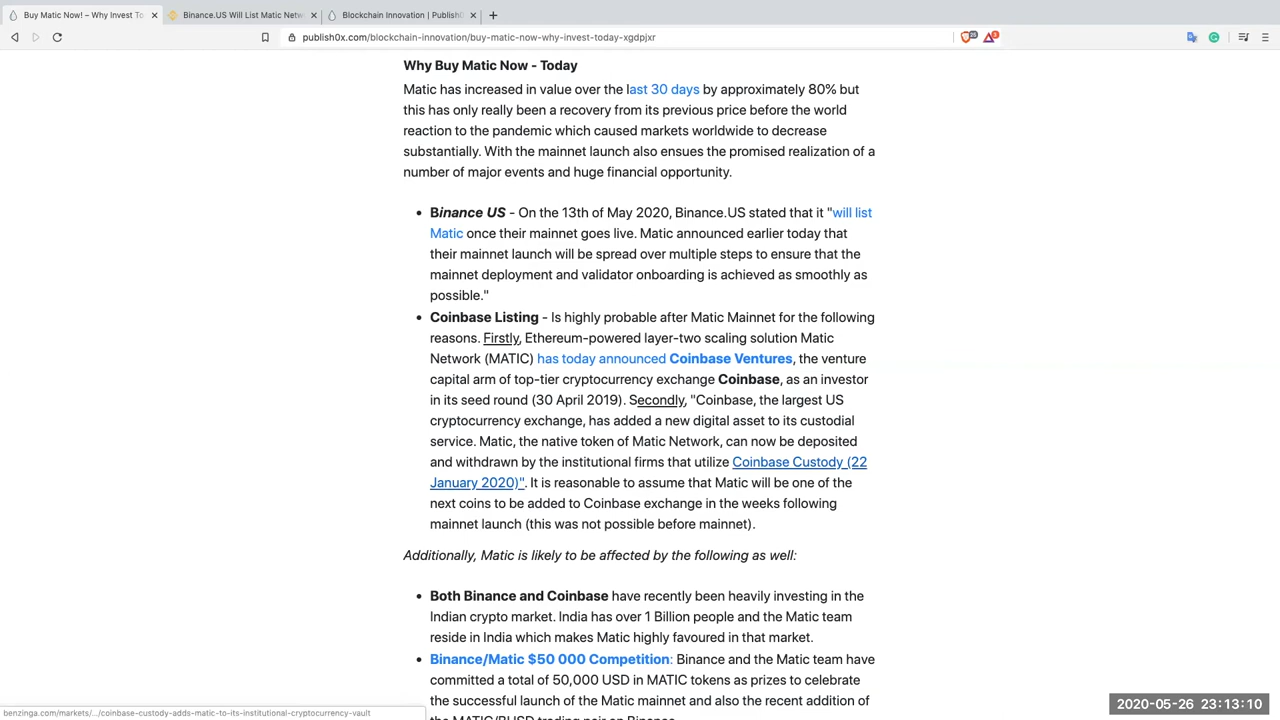 Buy Matic Now! – Why Invest To
Binance.US Will List Matic Netw
Blockchain Innovation | Publish0
publish0x.com/blockchain-innovation/buy-matic-now-why-invest-today-xgdpjxr
Why Buy Matic Now - Today
Matic has increased in value over the last 30 days by approximately 80% but
this has only really been a recovery from its previous price before the world
reaction to the pandemic which caused markets worldwide to decrease
substantially. With the mainnet launch also ensues the promised realization of a
number of major events and huge financial opportunity.
• Binance US - On the 13th of May 2020, Binance.US stated that it "will list
Matic once their mainnet goes live. Matic announced earlier today that
their mainnet launch will be spread over multiple steps to ensure that the
mainnet deployment and validator onboarding is achieved as smoothly as
possible."
• Coinbase Listing - Is highly probable after Matic Mainnet for the following
reasons. Firstly, Ethereum-powered layer-two scaling solution Matic
Network (MATIC) has today announced Coinbase Ventures, the venture
capital arm of top-tier cryptocurrency exchange Coinbase, as an investor
in its seed round (30 April 2019). Secondly, "Coinbase, the largest US
cryptocurrency exchange, has added a new digital asset to its custodial
service. Matic, the native token of Matic Network, can now be deposited
and withdrawn by the institutional firms that utilize Coinbase Custody (22
January 2020)". It is reasonable to assume that Matic will be one of the
next coins to be added to Coinbase exchange in the weeks following
mainnet launch (this was not possible before mainnet).
Additionally, Matic is likely to be affected by the following as well:
• Both Binance and Coinbase have recently been heavily investing in the
Indian crypto market. India has over 1 Billion people and the Matic team
reside in India which makes Matic highly favoured in that market.
• Binance/Matic $50 000 Competition: Binance and the Matic team have
committed a total of 50,000 USD in MATIC tokens as prizes to celebrate
the successful launch of the Matic mainnet and also the recent addition of
the MATIC/BUSD trading pair on Binance.
benzinga.com/markets/.../coinbase-custody-adds-matic-to-its-institutional-cryptocurrency-vault
2020-05-26 23:13:10